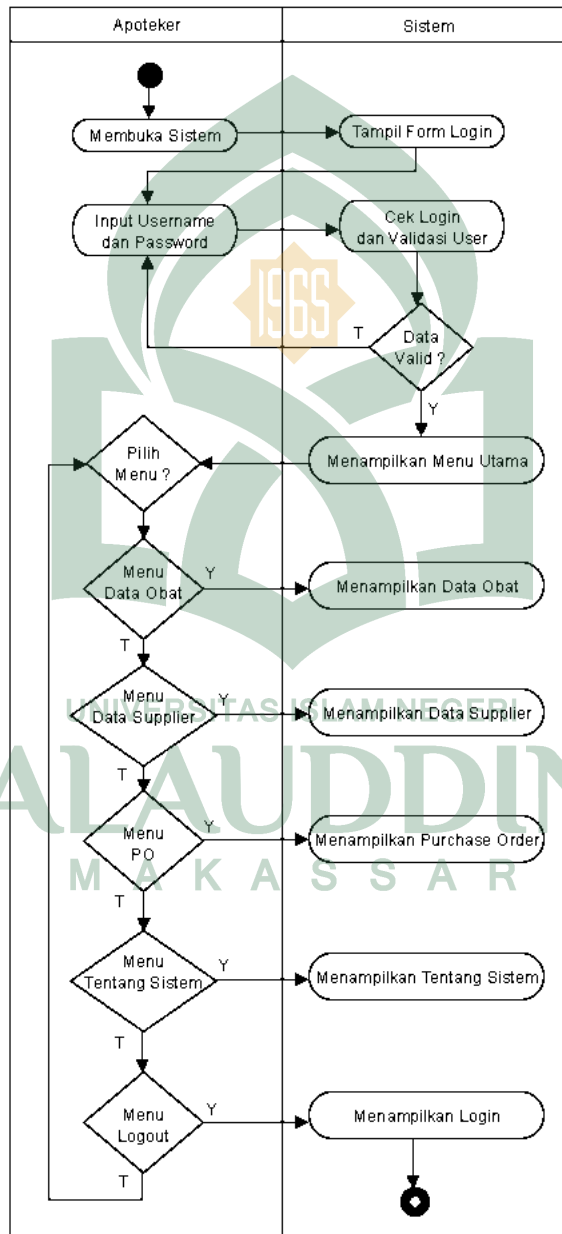 Apoteker
Sistem
Membuka Sistem
Tampil Form Login
Input Username
dan Password
Cek Login
dan Validasi User
1965
T
Data
Valid ?
Y
Pilih
Menu ?
Menampilkan Menu Utama
Menu
Data Obat
Y
Menampilkan Data Obat
T
Menu
Data Supplier
Y
Menampilkan Data Supplier
UNIVERSITAS ISLAM NEGERI
T
ALAUDDIN
Menu
PO
Y
Menampilkan Purchase Order
MAKASSAR
T
Menu
Tentang Sistem
Y
Menampilkan Tentang Sistem
T
Menu
Logout
Y
Menampilkan Login
T